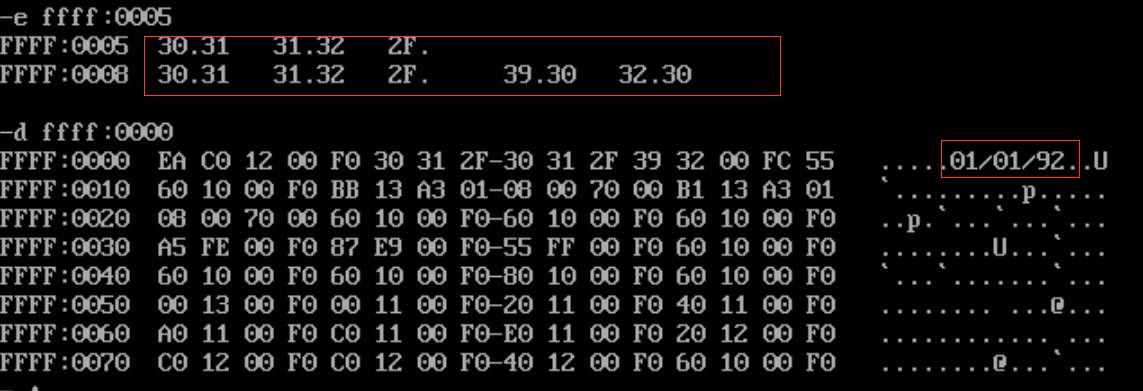 -e ffff:0005
FFFF:0005  30.31   31.32   2F.
FFFF:0008  30.31   31.32   2F.     39.30   32.30
-d ffff:0000
FFFF:0000  EA C0 12 00 F0 30 31 2F-30 31 2F 39 32 00 FC 55   .....01/01/92..U
FFFF:0010  60 10 00 F0 BB 13 A3 01-08 00 70 00 B1 13 A3 01   `.........p.....
FFFF:0020  08 00 70 00 60 10 00 F0-60 10 00 F0 60 10 00 F0   ..p.`...`...`...
FFFF:0030  A5 FE 00 F0 87 E9 00 F0-55 FF 00 F0 60 10 00 F0   ........U...`...
FFFF:0040  60 10 00 F0 60 10 00 F0-80 10 00 F0 60 10 00 F0   `...`.......`...
FFFF:0050  00 13 00 F0 00 11 00 F0-20 11 00 F0 40 11 00 F0   ........ ...@...
FFFF:0060  A0 11 00 F0 C0 11 00 F0-E0 11 00 F0 20 12 00 F0   ............ ...
FFFF:0070  C0 12 00 F0 C0 12 00 F0-40 12 00 F0 60 10 00 F0   ........@...`...